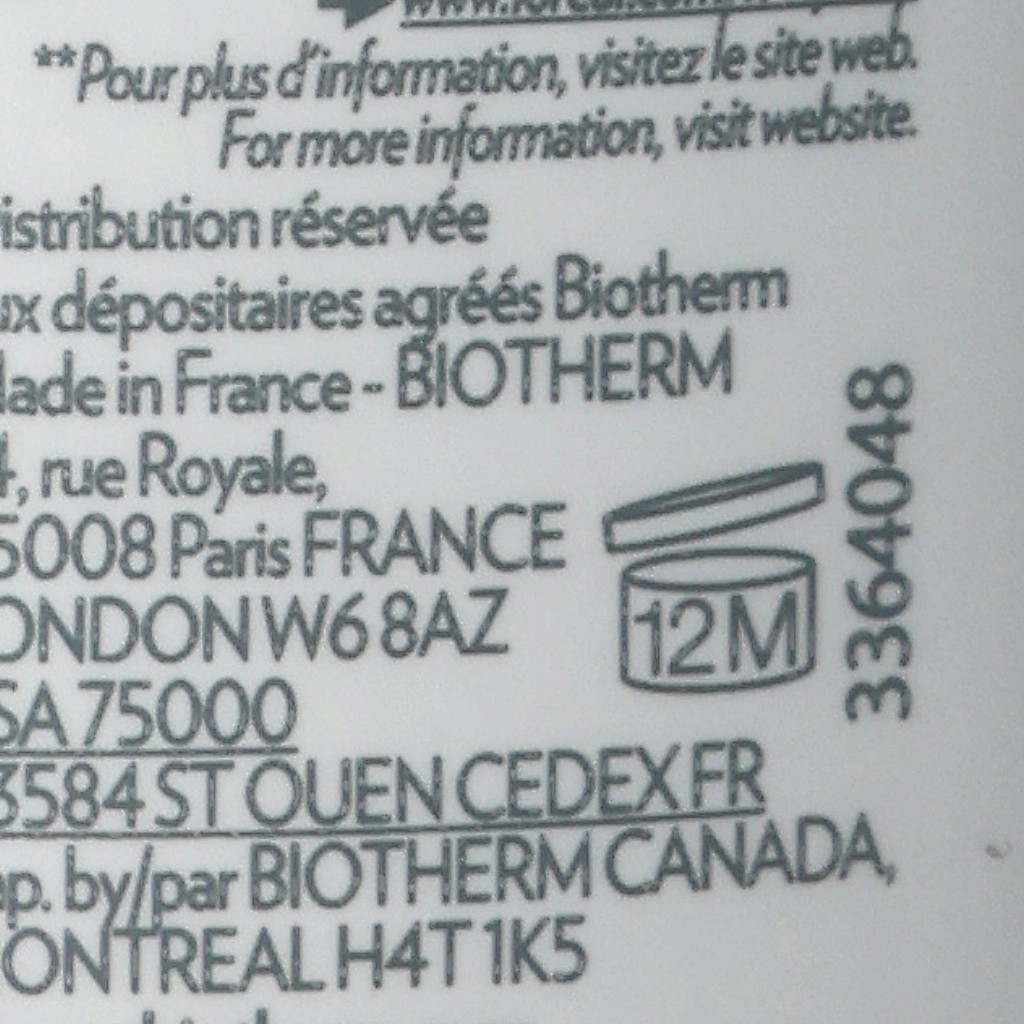 **Pour plus d'information, visitez le site web.
For more information, visit website.
istribution réservée
ux dépositaires agréés Biotherm
ade in France - BIOTHERM
, rue Royale,
5008 Paris FRANCE
ONDON W6 8AZ
SA 75000
3584 ST OUEN CEDEX FR
p. by/par BIOTHERM CANADA,
ONTREAL H4T 1K5
12M
3364048